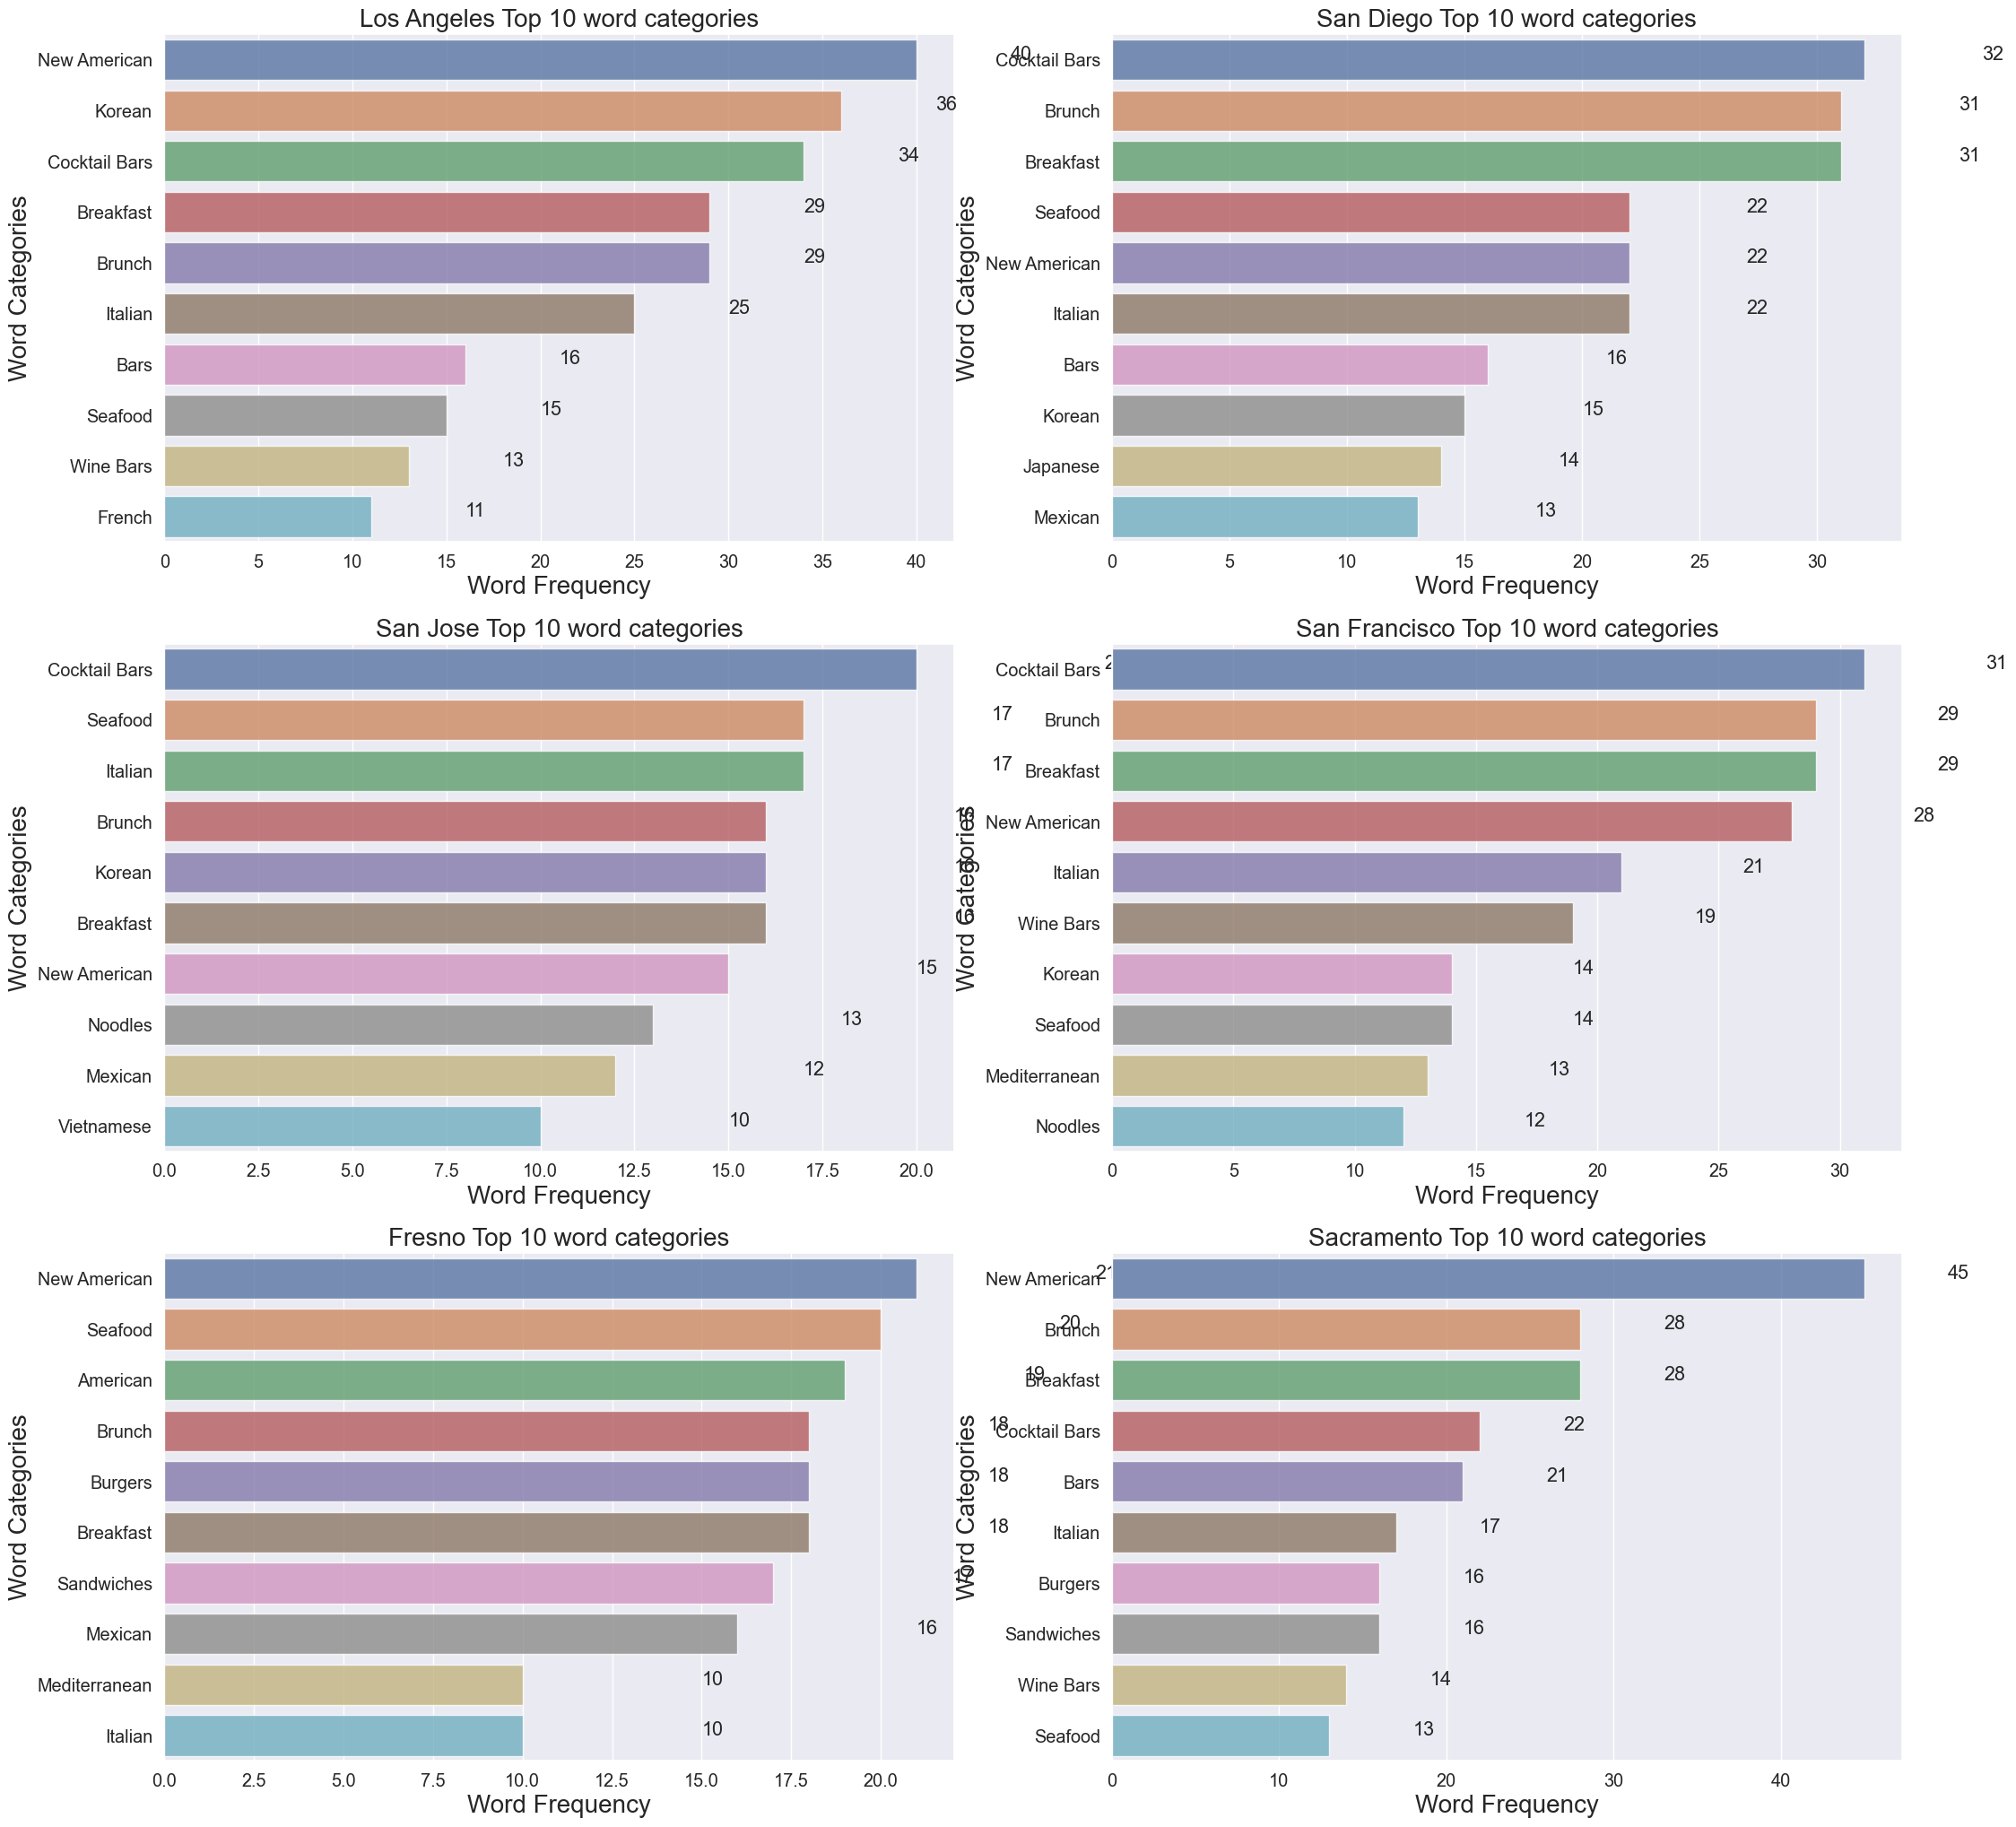 Los Angeles Top 10 word categories
Word Categories
New American 40
Korean 36
Cocktail Bars 34
Breakfast 29
Brunch 29
Italian 25
Bars 16
Seafood 15
Wine Bars 13
French 11
0 5 10 15 20 25 30 35 40
Word Frequency
San Diego Top 10 word categories
Word Categories
Cocktail Bars 32
Brunch 31
Breakfast 31
Seafood 22
New American 22
Italian 22
Bars 16
Korean 15
Japanese 14
Mexican 13
0 5 10 15 20 25 30
Word Frequency
San Jose Top 10 word categories
Word Categories
Cocktail Bars
Seafood 17
Italian 17
Brunch 16
Korean 16
Breakfast 16
New American 15
Noodles 13
Mexican 12
Vietnamese 10
0.0 2.5 5.0 7.5 10.0 12.5 15.0 17.5 20.0
Word Frequency
San Francisco Top 10 word categories
Word Categories
Cocktail Bars 31
Brunch 29
Breakfast 29
New American 28
Italian 21
Wine Bars 19
Korean 14
Seafood 14
Mediterranean 13
Noodles 12
0 5 10 15 20 25 30
Word Frequency
Fresno Top 10 word categories
Word Categories
New American 21
Seafood 20
American 19
Brunch 18
Burgers 18
Breakfast 18
Sandwiches 17
Mexican 16
Mediterranean 10
Italian 10
0.0 2.5 5.0 7.5 10.0 12.5 15.0 17.5 20.0
Word Frequency
Sacramento Top 10 word categories
Word Categories
New American 45
Brunch 28
Breakfast 28
Cocktail Bars 22
Bars 21
Italian 17
Burgers 16
Sandwiches 16
Wine Bars 14
Seafood 13
0 10 20 30 40
Word Frequency